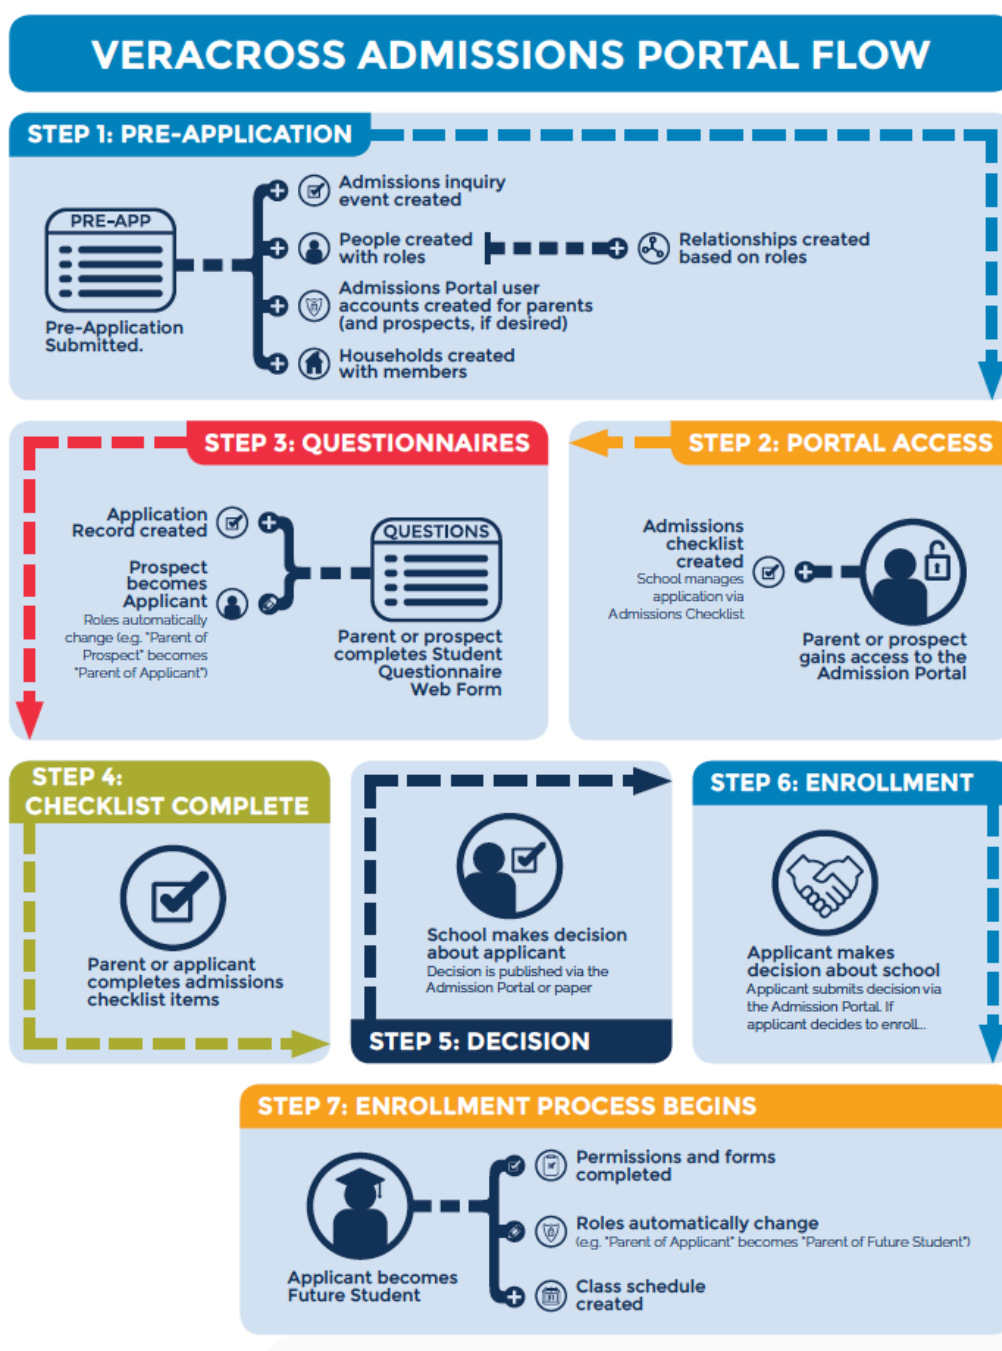 VERACROSS ADMISSIONS PORTAL FLOW
STEP 1: PRE-APPLICATION
PRE-APP
Pre-Application
Submitted.
Admissions inquiry
event created
People created
with roles
Relationships created
based on roles
Admissions Portal user
accounts created for parents
(and prospects, if desired)
Households created
with members
STEP 2: PORTAL ACCESS
Admissions
checklist
created
School manages
application via
Admissions Checklist
Parent or prospect
gains access to the
Admission Portal
STEP 3: QUESTIONNAIRES
QUESTIONS
Parent or prospect
completes Student
Questionnaire
Web Form
Application
Record created
Prospect
becomes
Applicant
Roles automatically
change (e.g. "Parent of
Prospect" becomes
"Parent of Applicant")
STEP 4:
CHECKLIST COMPLETE
Parent or applicant
completes admissions
checklist items
School makes decision
about applicant
Decision is published via the
Admission Portal or paper
STEP 5: DECISION
STEP 6: ENROLLMENT
Applicant makes
decision about school
Applicant submits decision via
the Admission Portal. If
applicant decides to enroll...
STEP 7: ENROLLMENT PROCESS BEGINS
Applicant becomes
Future Student
Permissions and forms
completed
Roles automatically change
(e.g. "Parent of Applicant" becomes "Parent of Future Student")
Class schedule
created